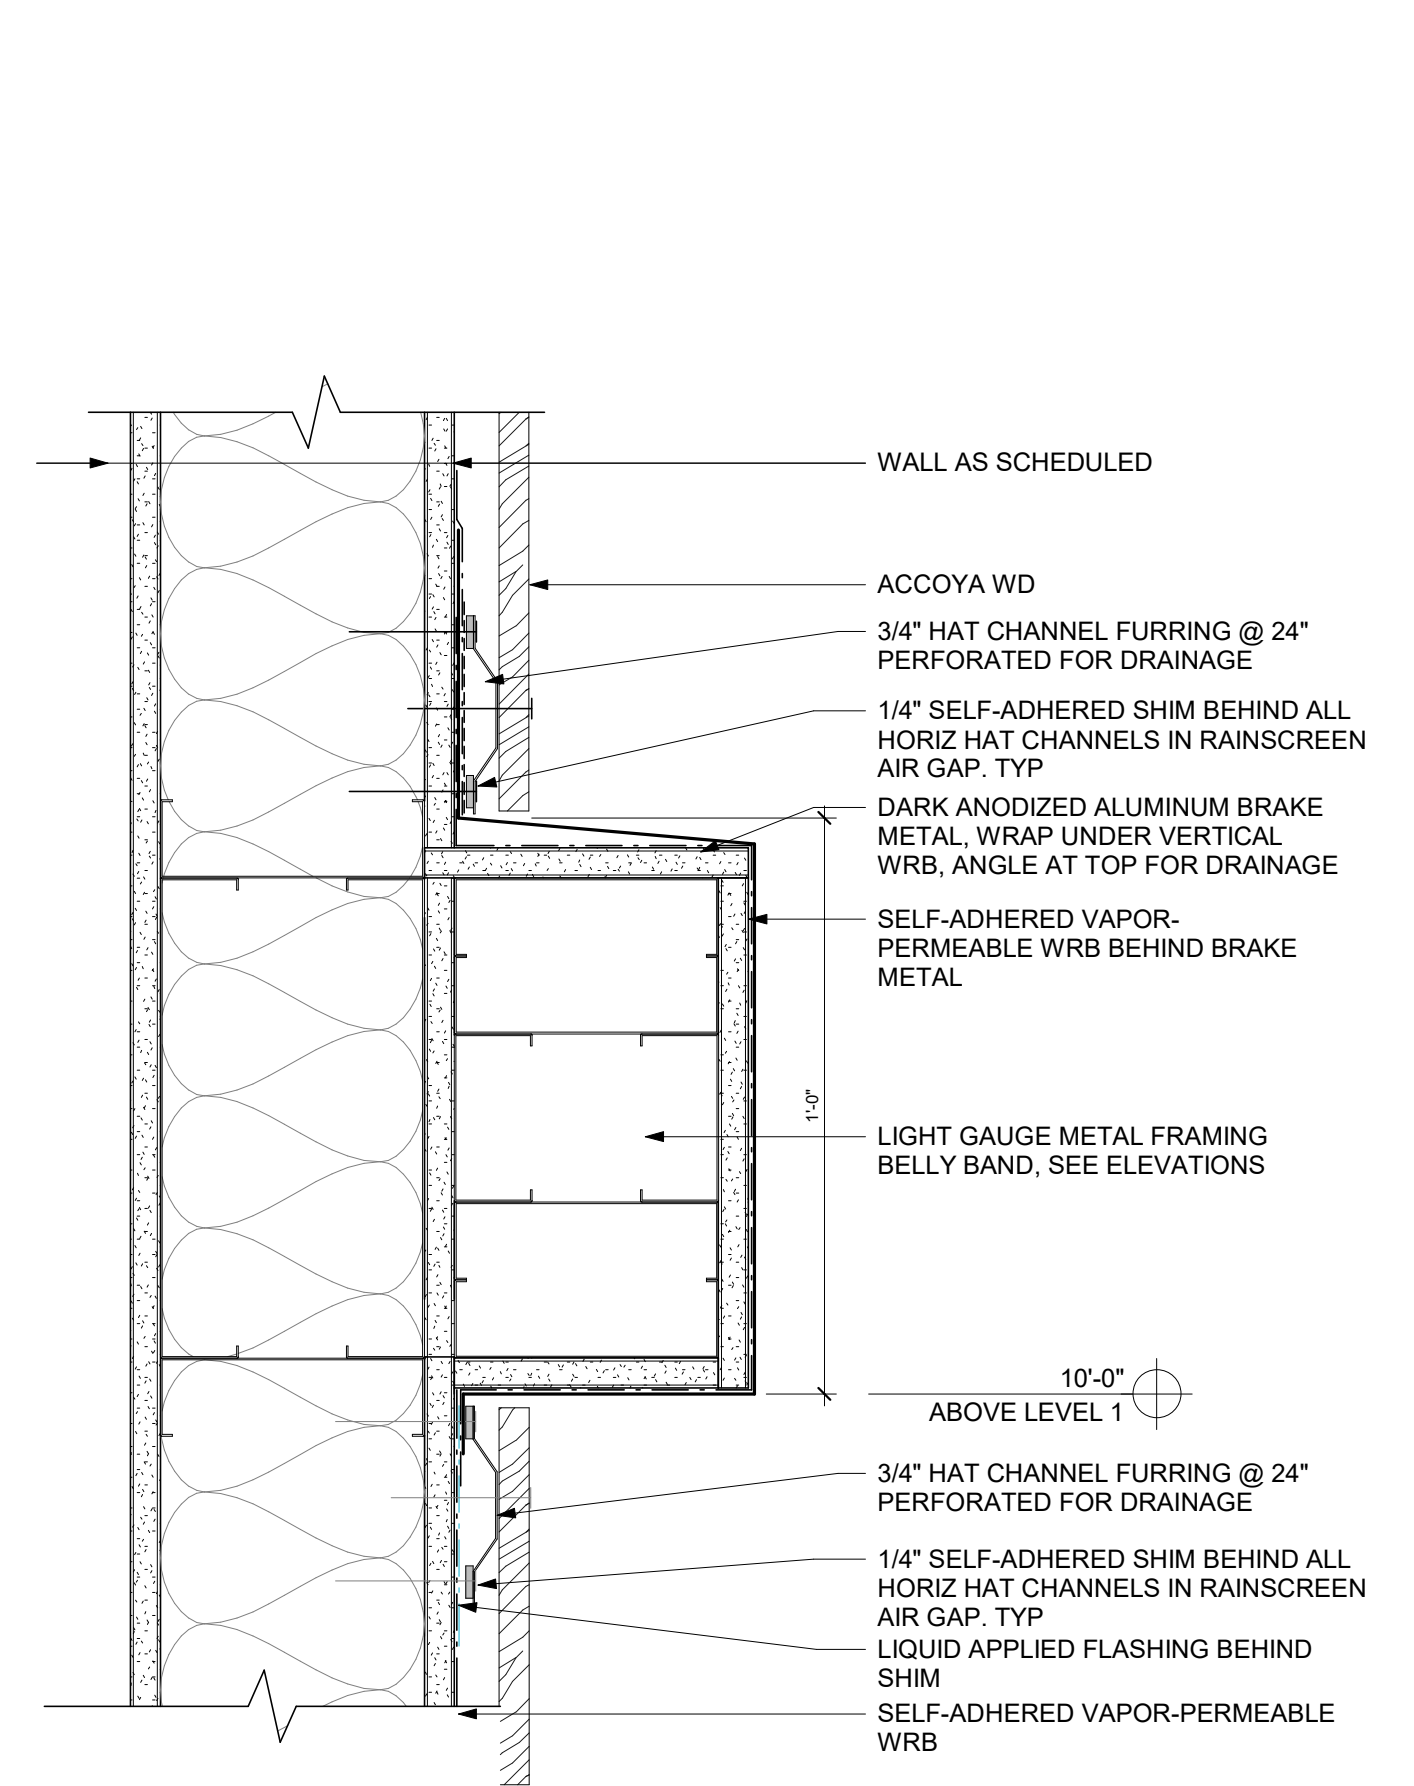 WALL AS SCHEDULED
ACCOYA WD
3/4" HAT CHANNEL FURRING @ 24"
PERFORATED FOR DRAINAGE
1/4" SELF-ADHERED SHIM BEHIND ALL
HORIZ HAT CHANNELS IN RAINSCREEN
AIR GAP. TYP
DARK ANODIZED ALUMINUM BRAKE
METAL, WRAP UNDER VERTICAL
WRB, ANGLE AT TOP FOR DRAINAGE
SELF-ADHERED VAPOR-
PERMEABLE WRB BEHIND BRAKE
METAL
1'-0"
LIGHT GAUGE METAL FRAMING
BELLY BAND, SEE ELEVATIONS
10'-0"
ABOVE LEVEL 1
3/4" HAT CHANNEL FURRING @ 24"
PERFORATED FOR DRAINAGE
1/4" SELF-ADHERED SHIM BEHIND ALL
HORIZ HAT CHANNELS IN RAINSCREEN
AIR GAP. TYP
LIQUID APPLIED FLASHING BEHIND
SHIM
SELF-ADHERED VAPOR-PERMEABLE
WRB